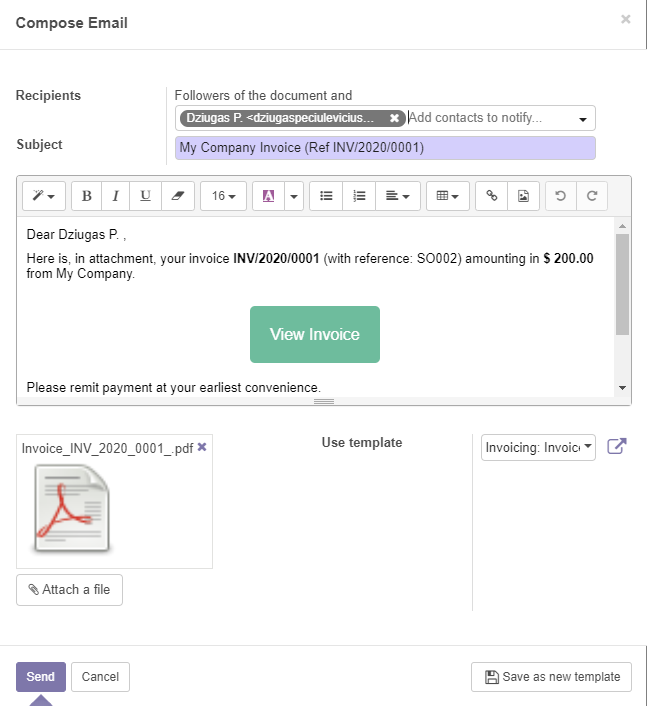 Compose Email
×
Recipients
Followers of the document and
Dziugas P. <dziugaspeciulevicius... ✖ Add contacts to notify...
Subject
My Company Invoice (Ref INV/2020/0001)
B I U 16 A
Dear Dziugas P. ,
Here is, in attachment, your invoice INV/2020/0001 (with reference: SO002) amounting in $ 200.00
from My Company.
View Invoice
Please remit payment at your earliest convenience.
Invoice_INV_2020_0001_.pdf ✖
Use template
Invoicing: Invoic
Attach a file
Send
Cancel
Save as new template